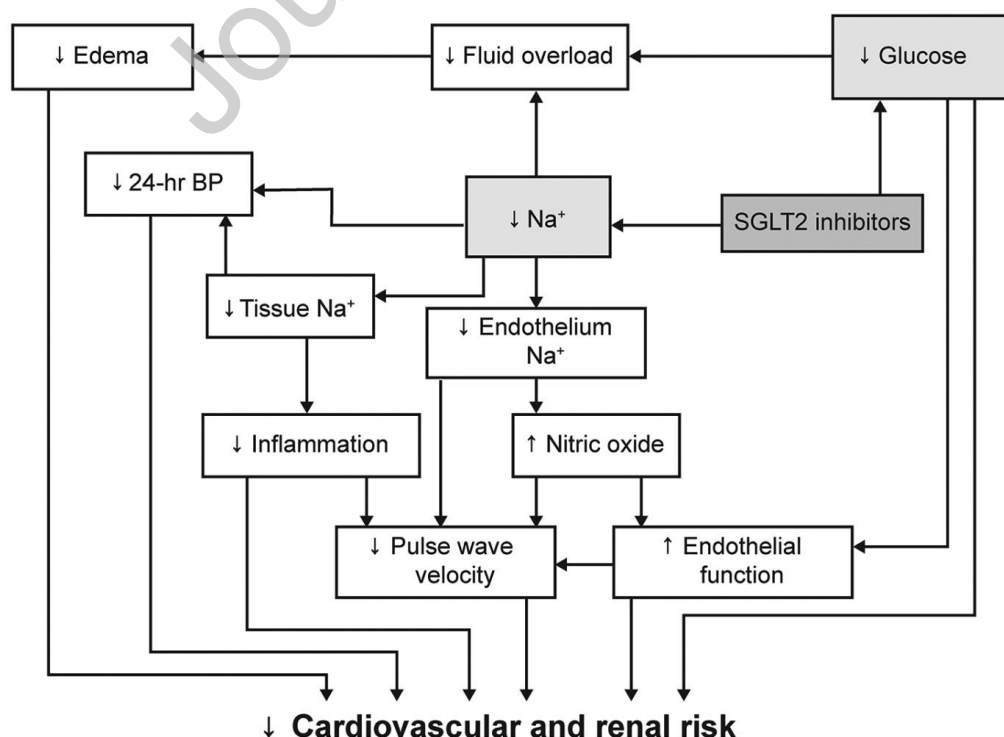 Jou
↓ Edema
↓ Fluid overload
↓ Glucose
↓ 24-hr BP
↓ Na⁺
SGLT2 inhibitors
↓ Tissue Na⁺
↓ Endothelium
Na⁺
↓ Inflammation
↑ Nitric oxide
↓ Pulse wave
velocity
↑ Endothelial
function
↓ Cardiovascular and renal risk